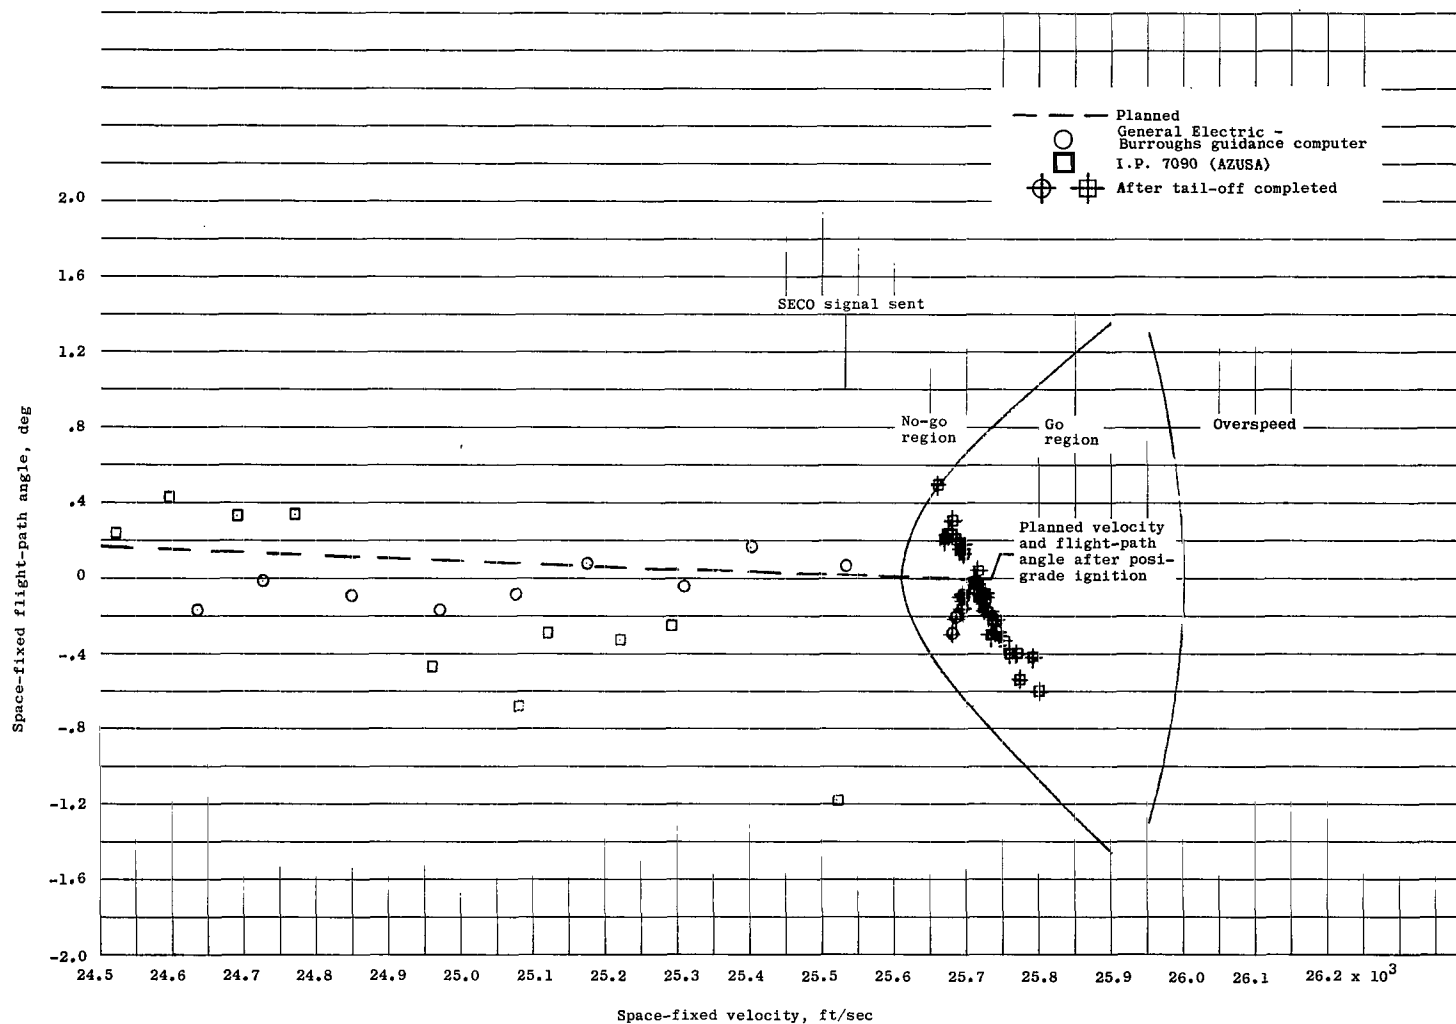 Planned
General Electric -
Burroughs guidance computer
I.P. 7090 (AZUSA)
After tail-off completed
2.0
1.6
SECO signal sent
1.2
.8
No-go
region
Go
region
Overspeed
.4
Planned velocity
and flight-path
angle after posi-
grade ignition
0
-.4
-.8
-1.2
-1.6
-2.0
Space-fixed flight-path angle, deg
24.5 24.6 24.7 24.8 24.9 25.0 25.1 25.2 25.3 25.4 25.5 25.6 25.7 25.8 25.9 26.0 26.1 26.2 x 10³
Space-fixed velocity, ft/sec